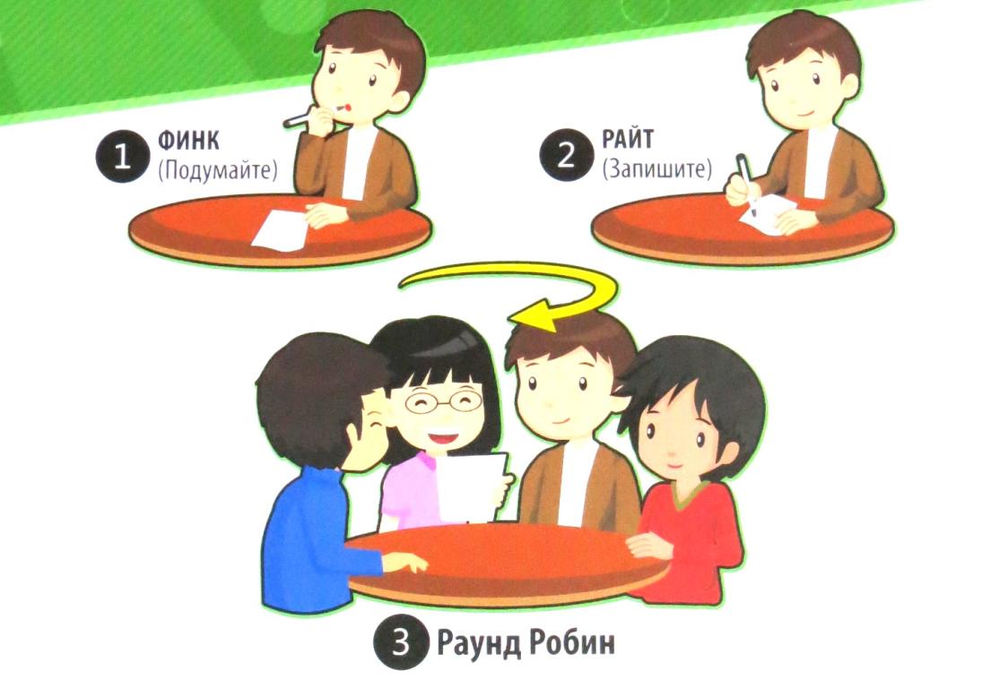 1 ФИНК
(Подумайте)
2 РАЙТ
(Запишите)
3 Раунд Робин